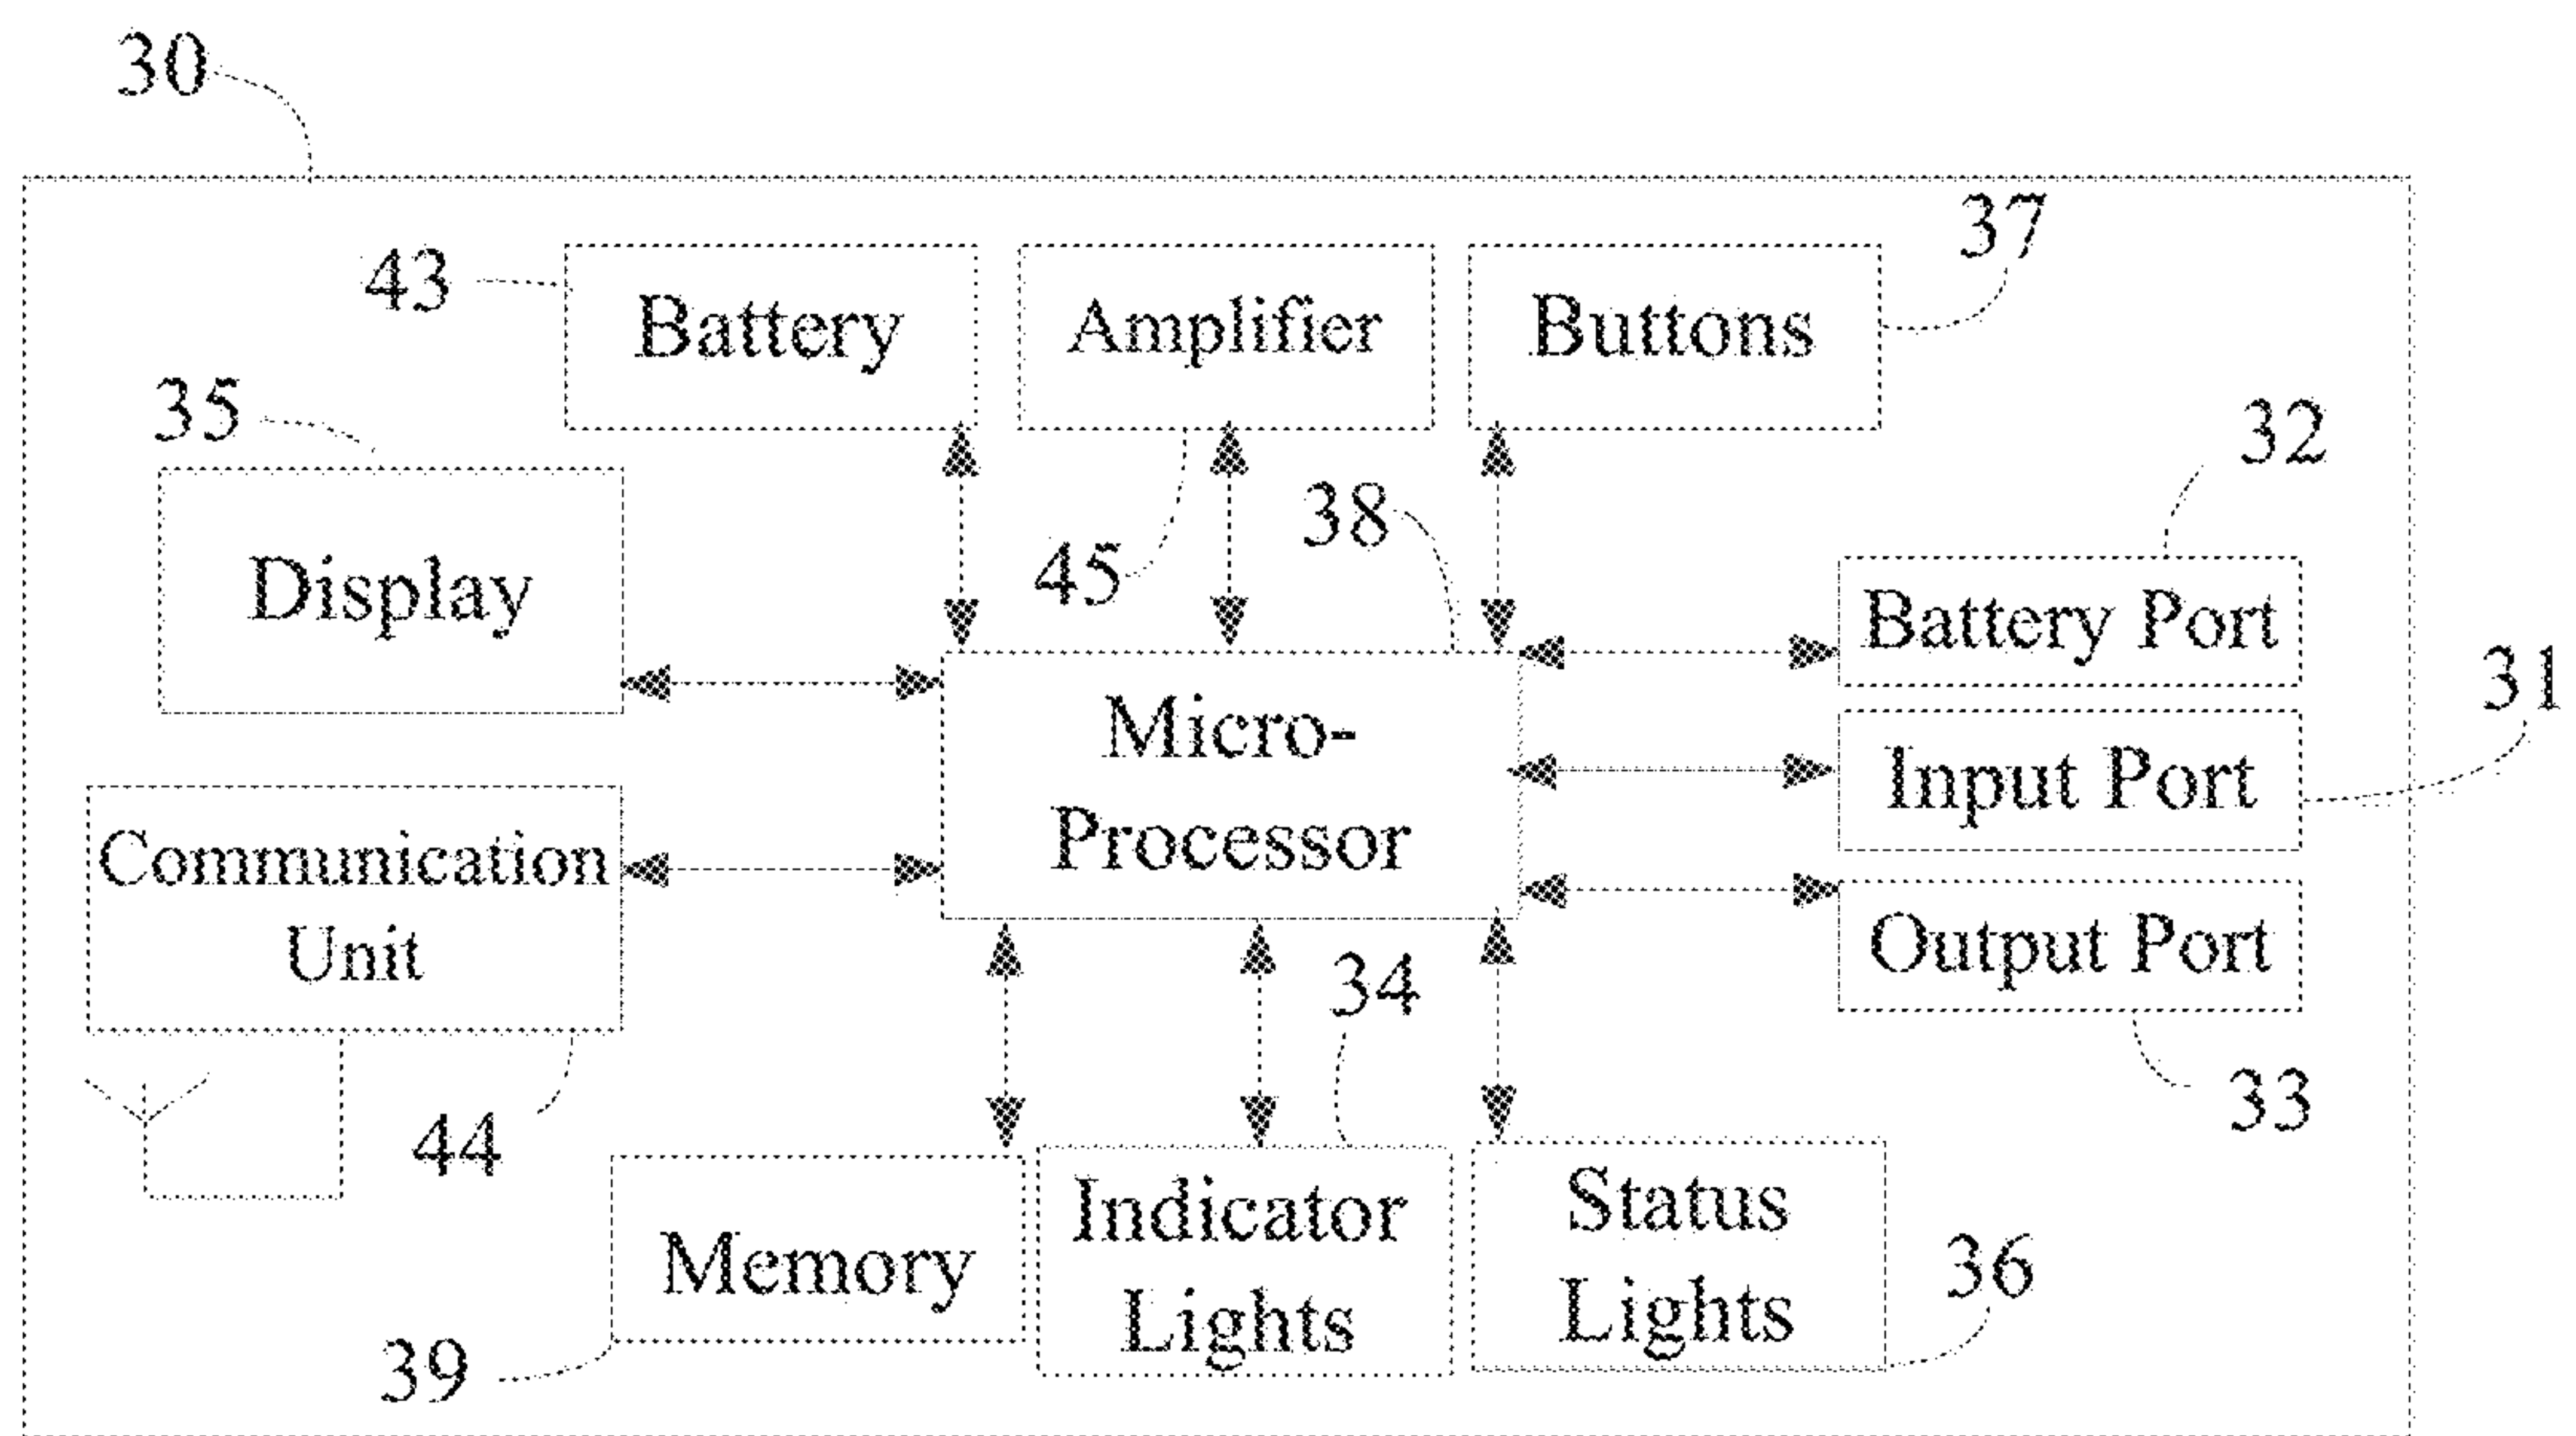 30
37
43
Battery
Amplifier
Buttons
35
32
38
45
Display
Battery Port
31
Micro-
Processor
Input Port
Communication
Unit
Output Port
34
44
33
Memory
Indicator
Lights
Status
Lights
36
39